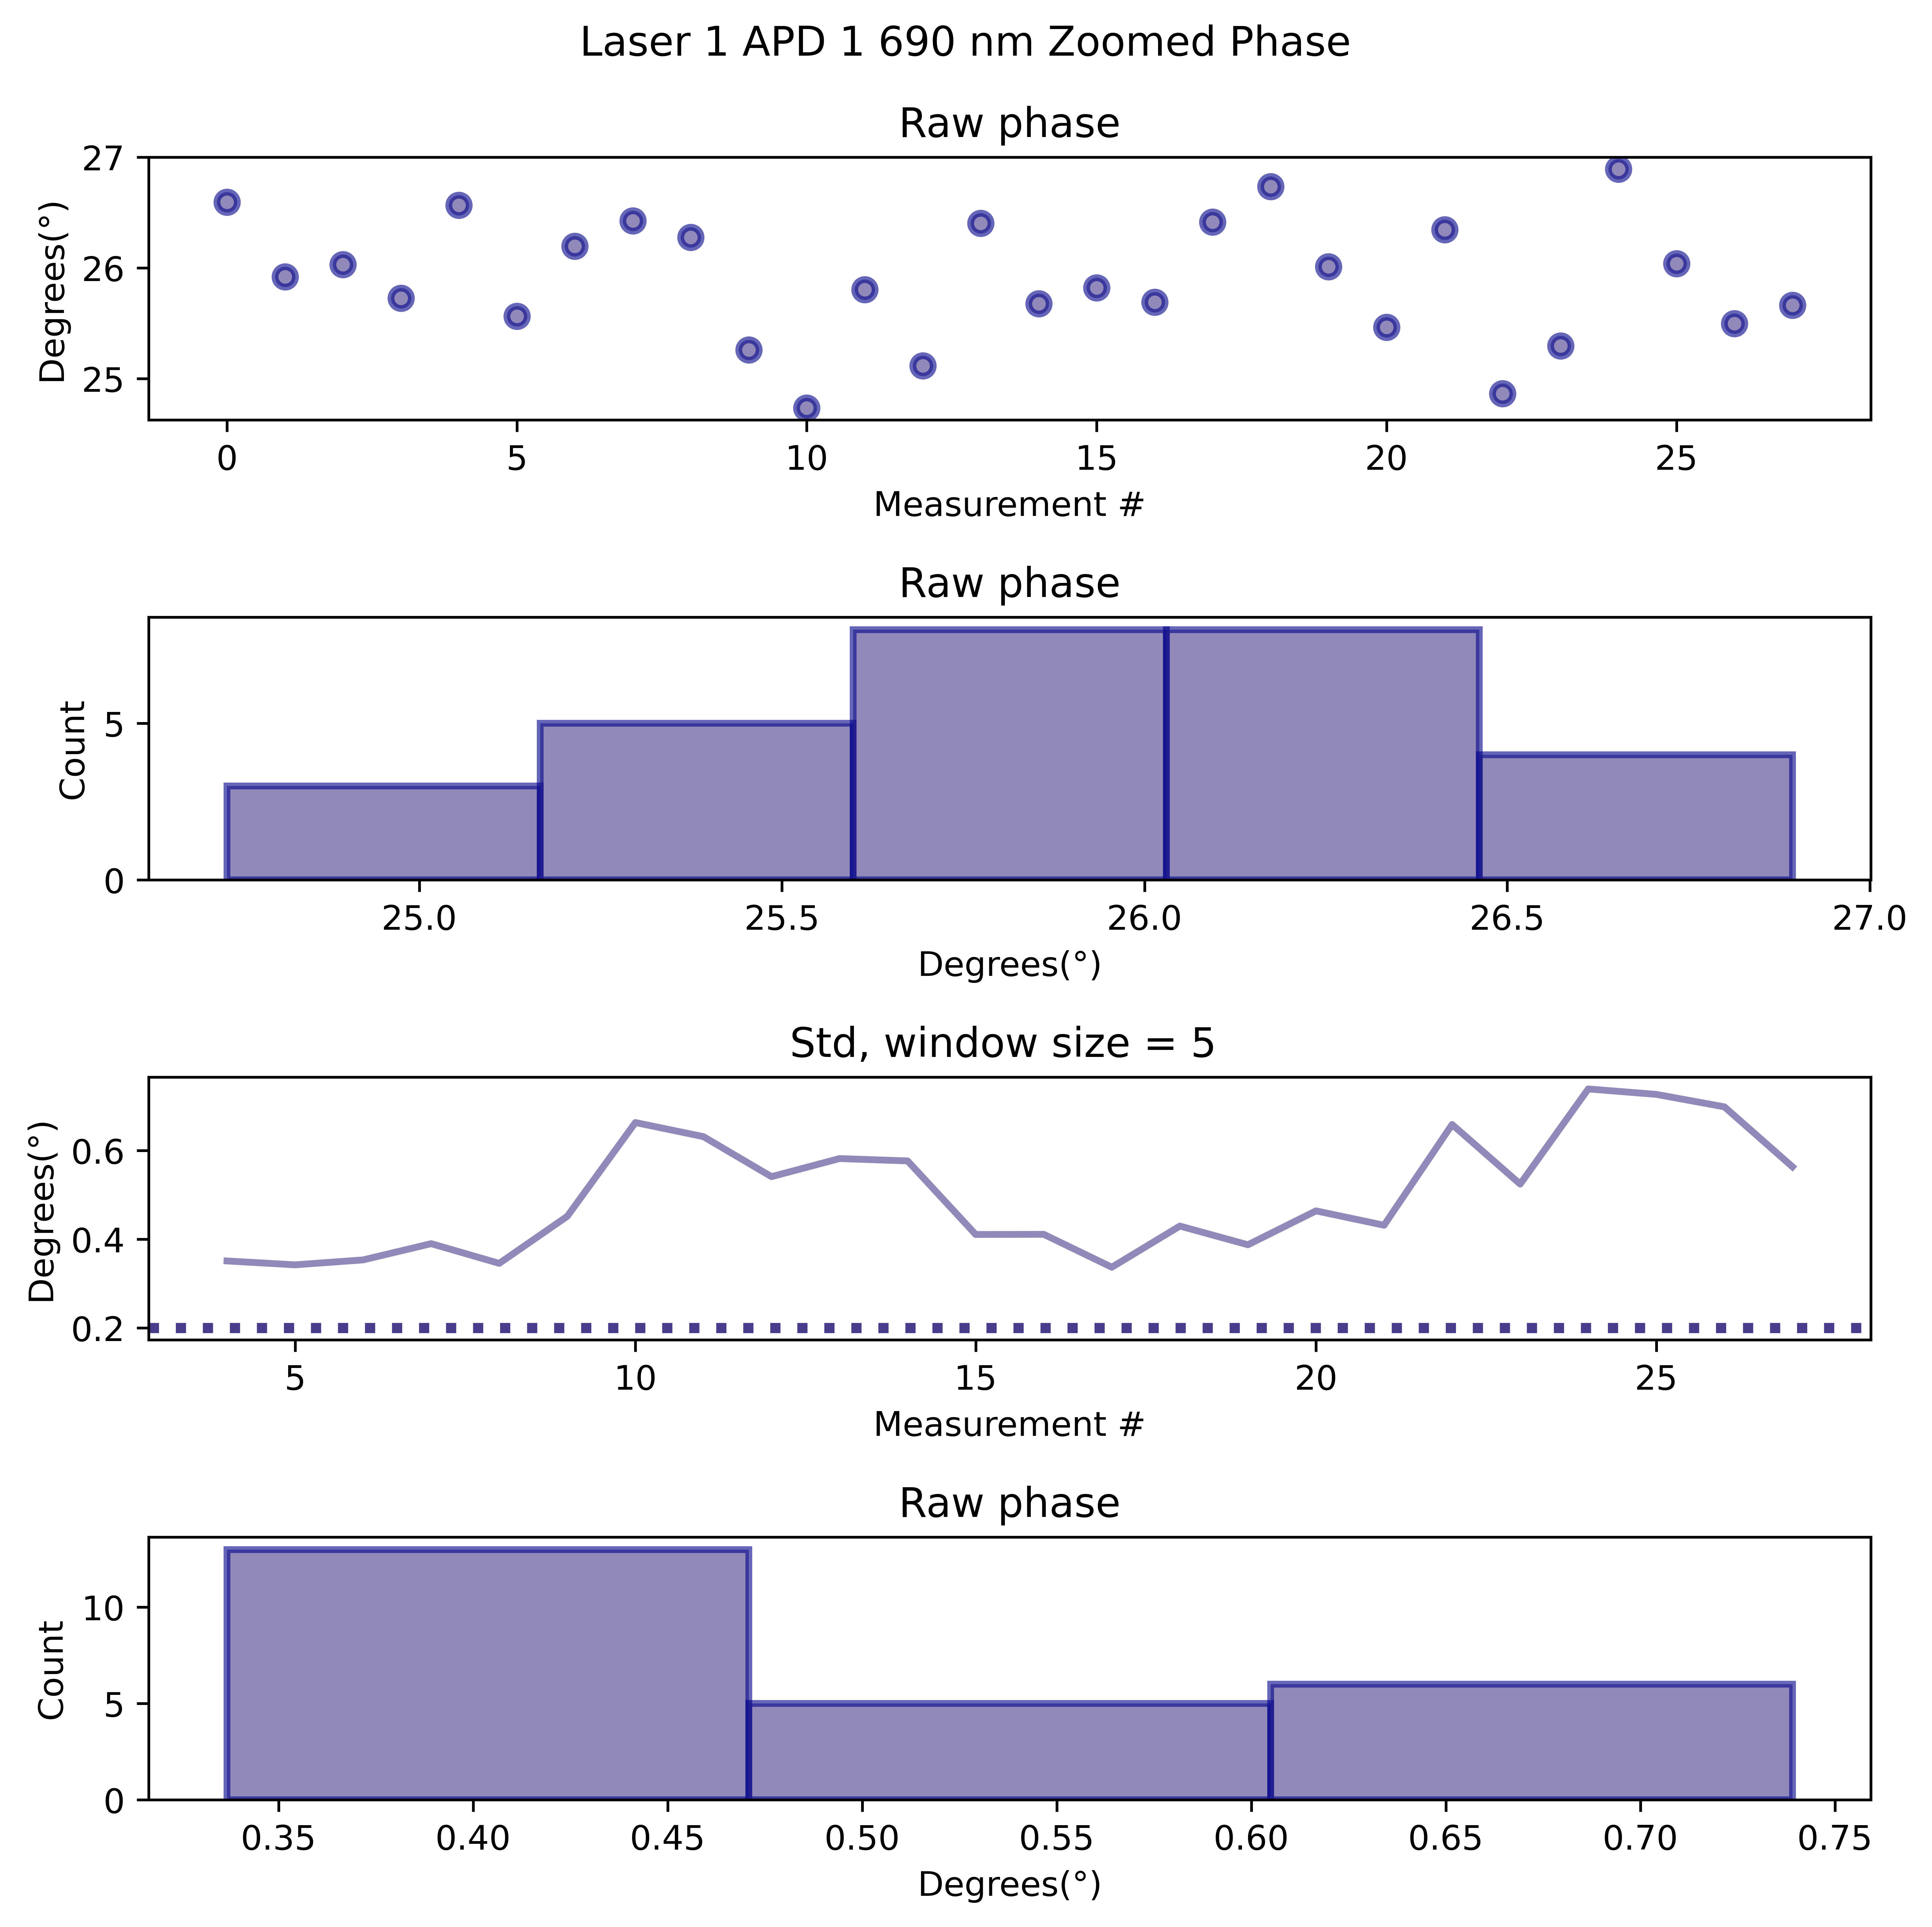 Laser 1 APD 1 690 nm Zoomed Phase
Raw phase
Degrees(°)
27
26
25
0 5 10 15 20 25
Measurement #
Raw phase
Count
5
0
25.0 25.5 26.0 26.5 27.0
Degrees(°)
Std, window size = 5
Degrees(°)
0.6
0.4
0.2
5 10 15 20 25
Measurement #
Raw phase
Count
10
5
0
0.35 0.40 0.45 0.50 0.55 0.60 0.65 0.70 0.75
Degrees(°)